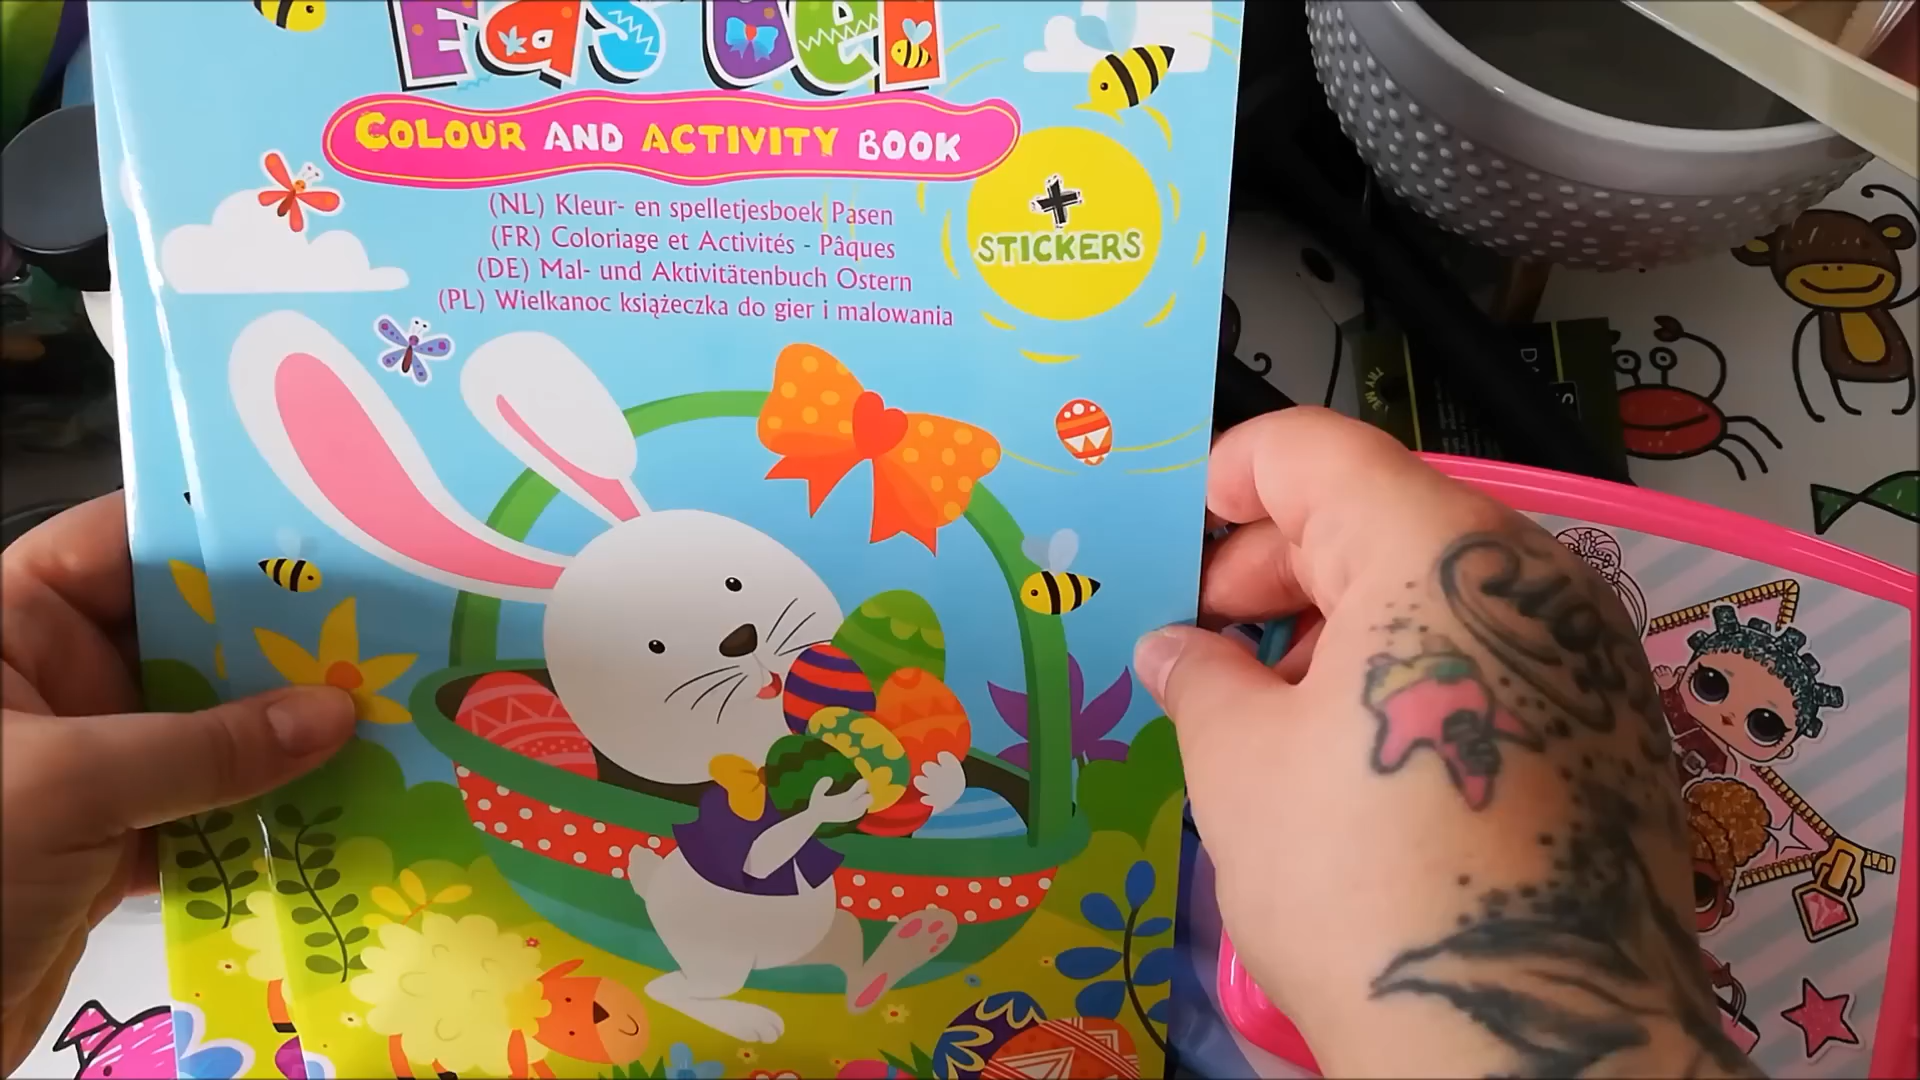 Easter
COLOUR AND ACTIVITY BOOK
(NL) Kleur- en spelletjesboek Pasen
(FR) Coloriage et Activités - Pâques
(DE) Mal- und Aktivitätenbuch Ostern
(PL) Wielkanoc książeczka do gier i malowania
+
STICKERS